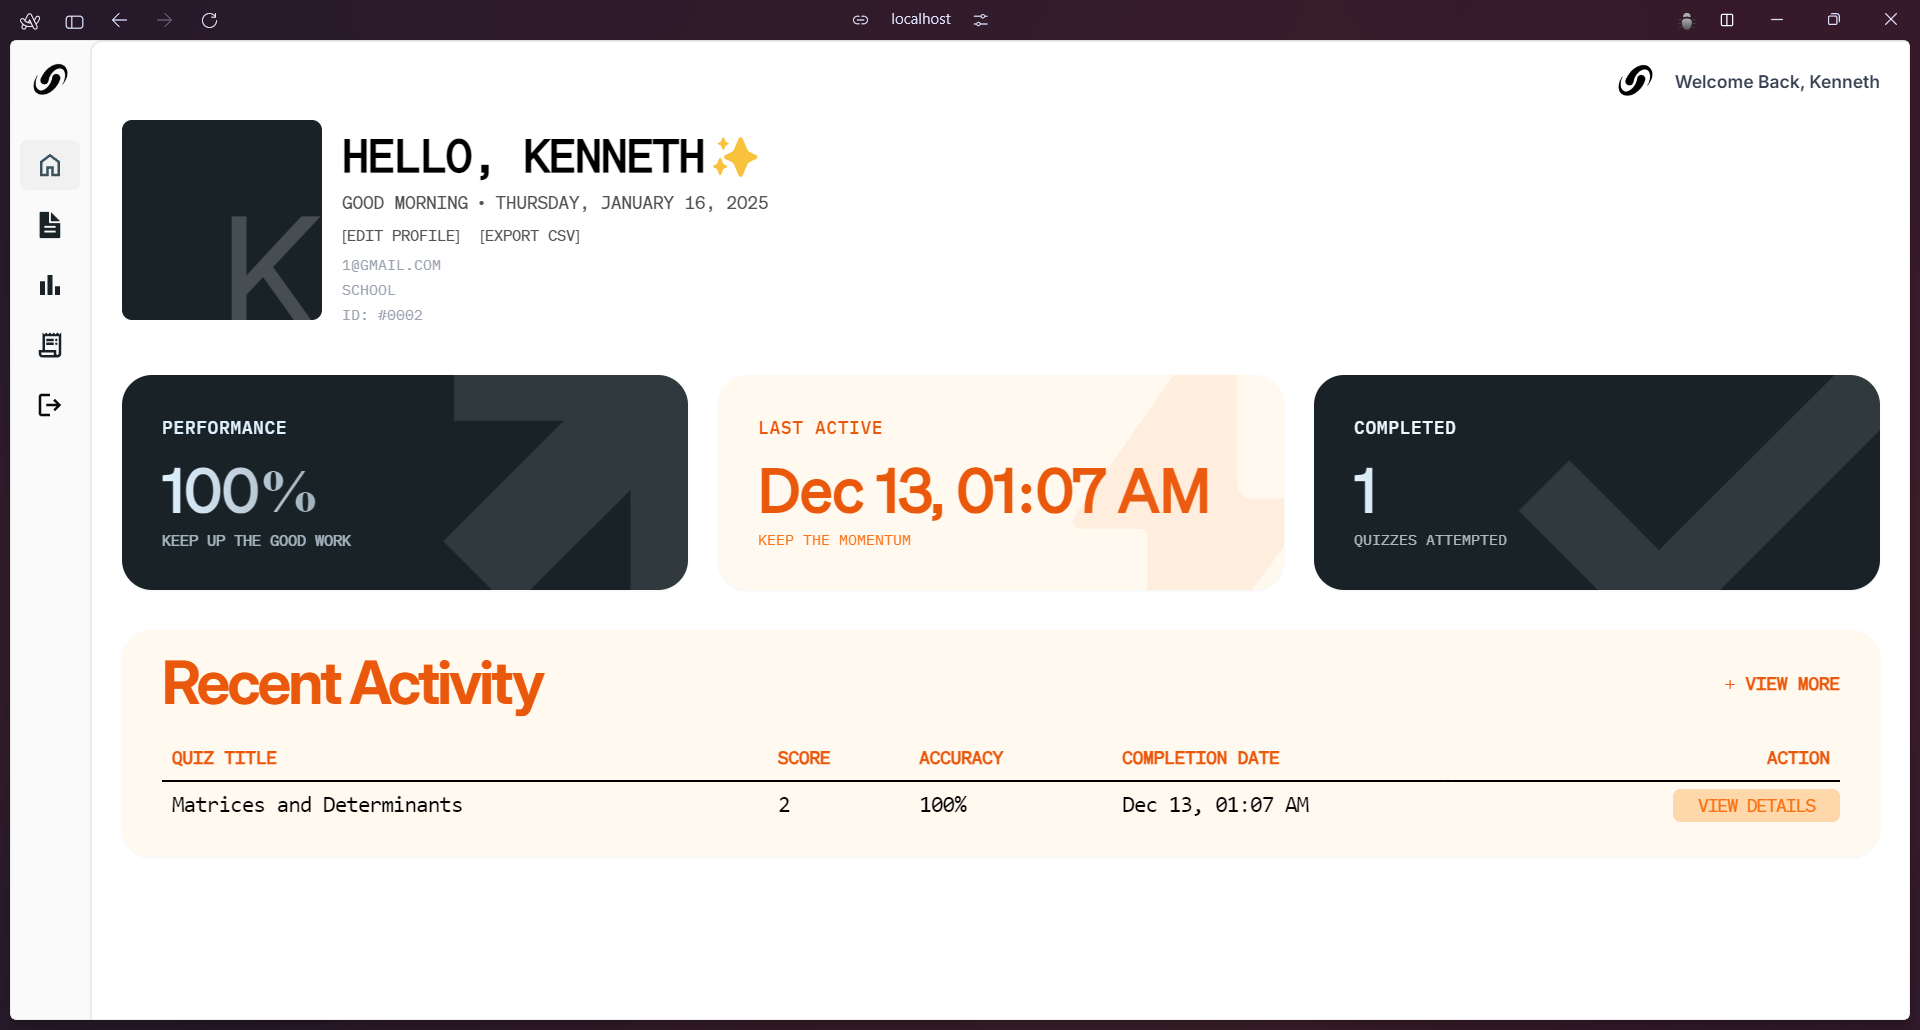 localhost
Welcome Back, Kenneth
K
HELLO, KENNETH✨
GOOD MORNING • THURSDAY, JANUARY 16, 2025
[EDIT PROFILE] [EXPORT CSV]
1@GMAIL.COM
SCHOOL
ID: #0002
PERFORMANCE
100%
KEEP UP THE GOOD WORK
LAST ACTIVE
Dec 13, 01:07 AM
KEEP THE MOMENTUM
COMPLETED
1
QUIZZES ATTEMPTED
Recent Activity
+ VIEW MORE
QUIZ TITLE SCORE ACCURACY COMPLETION DATE ACTION
Matrices and Determinants 2 100% Dec 13, 01:07 AM VIEW DETAILS